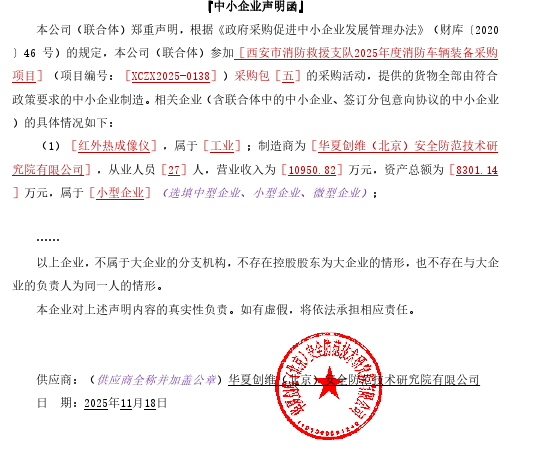 『中小企业声明函』
本公司（联合体）郑重声明，根据《政府采购促进中小企业发展管理办法》（财库〔2020
〕46 号）的规定，本公司（联合体）参加［西安市消防救援支队2025年度消防车辆装备采购
项目］（项目编号：［XCZX2025-0138］）采购包［五］的采购活动，提供的货物全部由符合
政策要求的中小企业制造。相关企业（含联合体中的中小企业、签订分包意向协议的中小企业
）的具体情况如下：
（1）［红外热成像仪］，属于［工业］；制造商为［华夏创维（北京）安全防范技术研
究院有限公司］，从业人员［27］人，营业收入为［10950.82］万元，资产总额为［8301.14
］万元，属于［小型企业］（选填中型企业、小型企业、微型企业）；
……
以上企业，不属于大企业的分支机构，不存在控股股东为大企业的情形，也不存在与大企
业的负责人为同一人的情形。
本企业对上述声明内容的真实性负责。如有虚假，将依法承担相应责任。
供应商：（供应商全称并加盖公章）华夏创维（北京）安全防范技术研究院有限公司
日 期：2025年11月18日
华夏创维（北京）安全防范技术研究院有限公司